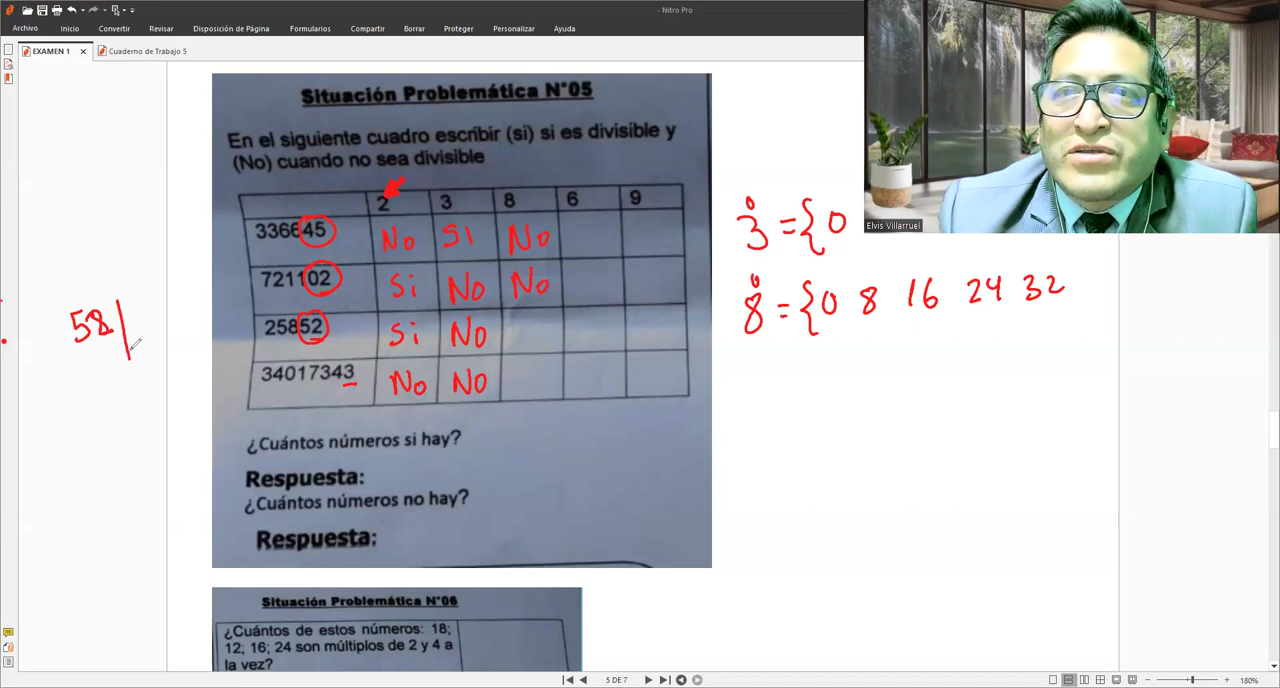 - Nitro Pro
Archivo Inicio Convertir Revisar Disposición de Página Formularios Compartir Borrar Proteger Personalizar Ayuda
EXAMEN 1 × Cuaderno de Trabajo 5
Situación Problemática N°05
En el siguiente cuadro escribir (si) si es divisible y
(No) cuando no sea divisible
2 3 8 6 9
336645 No Si No
721102 Si No No
25852 Si No
34017343 No No
¿Cuántos números si hay?
Respuesta:
¿Cuántos números no hay?
Respuesta:
3 = {0
8 = {0 8 16 24 32
58
Elvis Villarruel
Situación Problemática N°06
¿Cuántos de estos números: 18;
12; 16; 24 son múltiplos de 2 y 4 a
la vez?
5 DE 7
180%